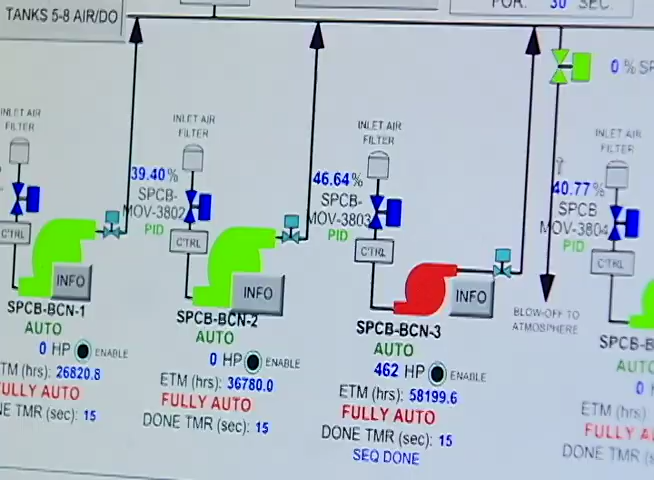 TANKS 5-8 AIR/DO
FOR: 30 SEC.
0 % SP
INLET AIR
FILTER
CTRL
INFO
SPCB-BCN-1
AUTO
0 HP ENABLE
ETM (hrs): 26820.8
FULLY AUTO
DONE TMR (sec): 15
INLET AIR
FILTER
39.40%
SPCB-
MOV-3802
PID
CTRL
INFO
SPCB-BCN-2
AUTO
0 HP ENABLE
ETM (hrs): 36780.0
FULLY AUTO
DONE TMR (sec): 15
INLET AIR
FILTER
46.64%
SPCB-
MOV-3803
PID
CTRL
INFO
SPCB-BCN-3
AUTO
462 HP ENABLE
ETM (hrs): 58199.6
FULLY AUTO
DONE TMR (sec): 15
SEQ DONE
BLOW-OFF TO
ATMOSPHERE
INLET AIR
FILTER
40.77%
SPCB
MOV-3804
PID
CTRL
SPCB-B
AUTO
0
ETM (hrs)
FULLY A
DONE TMR (sec)